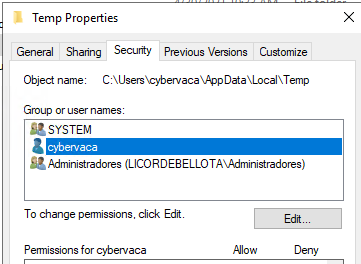 Temp Properties
General Sharing Security Previous Versions Customize
Object name: C:\Users\cybervaca\AppData\Local\Temp
Group or user names:
SYSTEM
cybervaca
Administradores (LICORDEBELLOTA\Administradores)
To change permissions, click Edit.
Edit...
Permissions for cybervaca Allow Deny